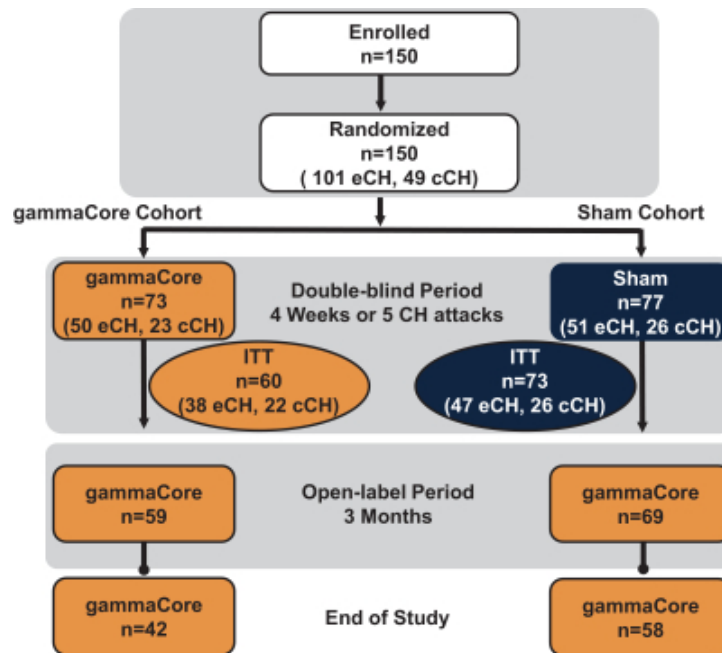 Enrolled
n=150
Randomized
n=150
( 101 eCH, 49 cCH)
gammaCore Cohort
Sham Cohort
gammaCore
n=73
(50 eCH, 23 cCH)
Double-blind Period
4 Weeks or 5 CH attacks
Sham
n=77
(51 eCH, 26 cCH)
ITT
n=60
(38 eCH, 22 cCH)
ITT
n=73
(47 eCH, 26 cCH)
gammaCore
n=59
Open-label Period
3 Months
gammaCore
n=69
gammaCore
n=42
End of Study
gammaCore
n=58